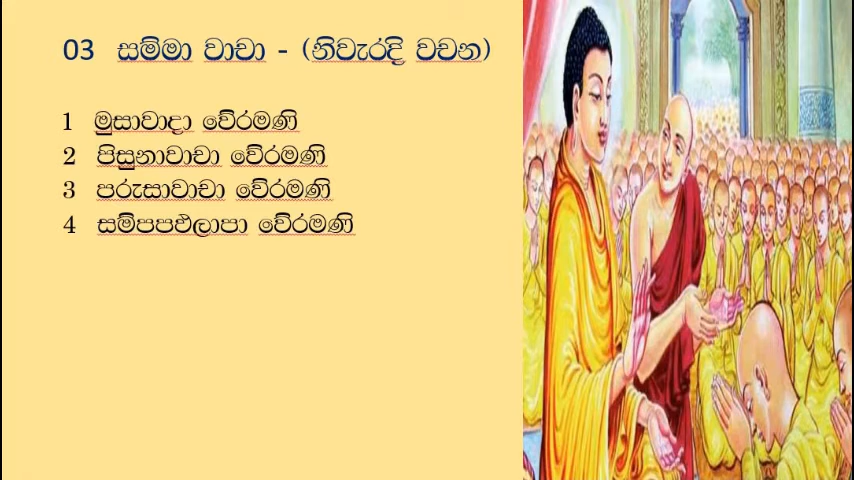 03 සම්මා වාචා - (නිවැරදි වචන)
1 මුසාවාදා වේරමණි
2 පිසුනාවාචා වේරමණි
3 පරුසාවාචා වේරමණි
4 සම්පපඵලාපා වේරමණි